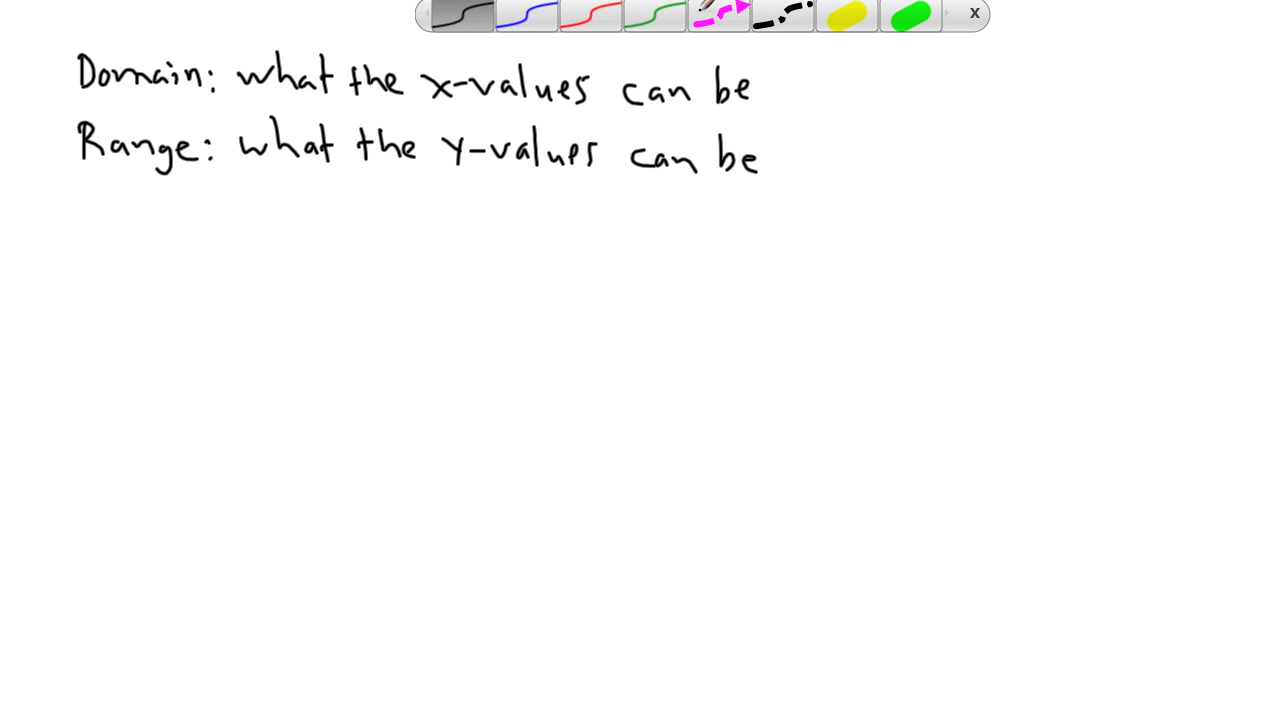 Domain: what the x-values can be
Range: what the y-values can be
x